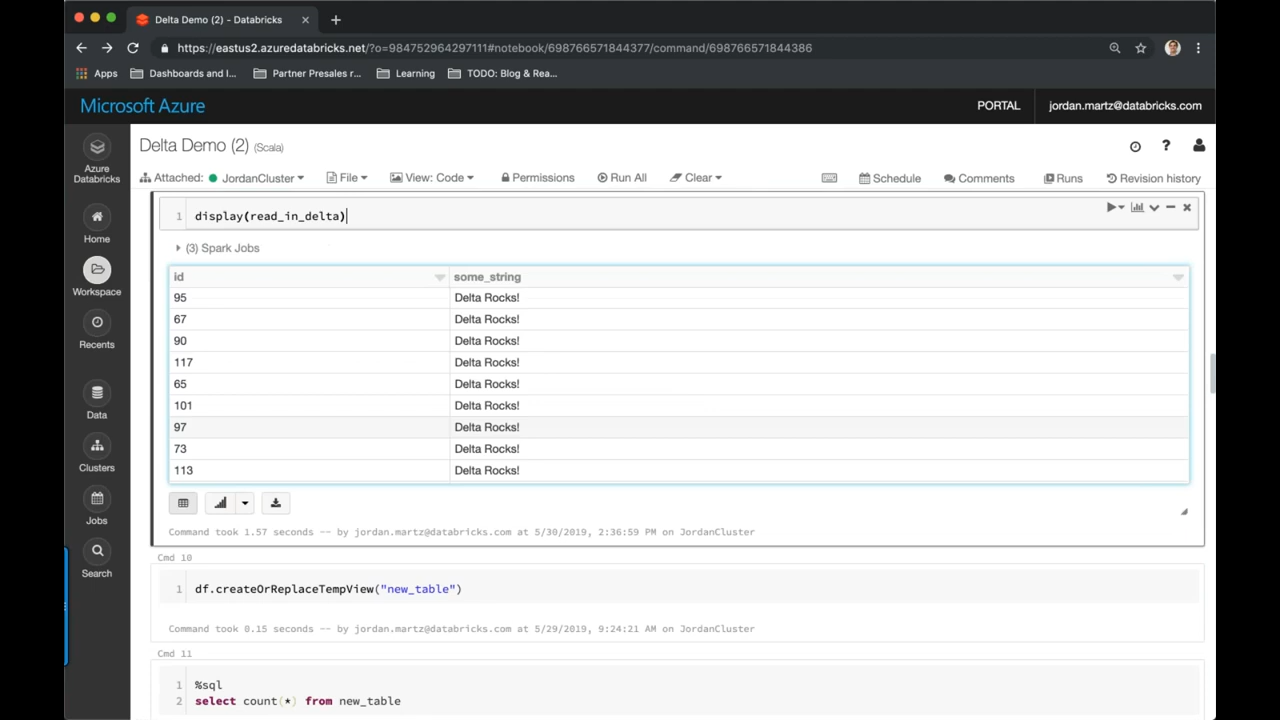 Delta Demo (2) - Databricks
https://eastus2.azuredatabricks.net/?o=984752964297111#notebook/698766571844377/command/698766571844386
Apps Dashboards and I... Partner Presales r... Learning TODO: Blog & Rea...
Microsoft Azure PORTAL jordan.martz@databricks.com
Azure Databricks
Home
Workspace
Recents
Data
Clusters
Jobs
Search
Delta Demo (2) (Scala) ?
Attached: JordanCluster File View: Code Permissions Run All Clear Schedule Comments Runs Revision history
1 display(read_in_delta)
(3) Spark Jobs
id some_string
95 Delta Rocks!
67 Delta Rocks!
90 Delta Rocks!
117 Delta Rocks!
65 Delta Rocks!
101 Delta Rocks!
97 Delta Rocks!
73 Delta Rocks!
113 Delta Rocks!
Command took 1.57 seconds -- by jordan.martz@databricks.com at 5/30/2019, 2:36:59 PM on JordanCluster
Cmd 10
1 df.createOrReplaceTempView("new_table")
Command took 0.15 seconds -- by jordan.martz@databricks.com at 5/29/2019, 9:24:21 AM on JordanCluster
Cmd 11
1 %sql
2 select count(*) from new_table